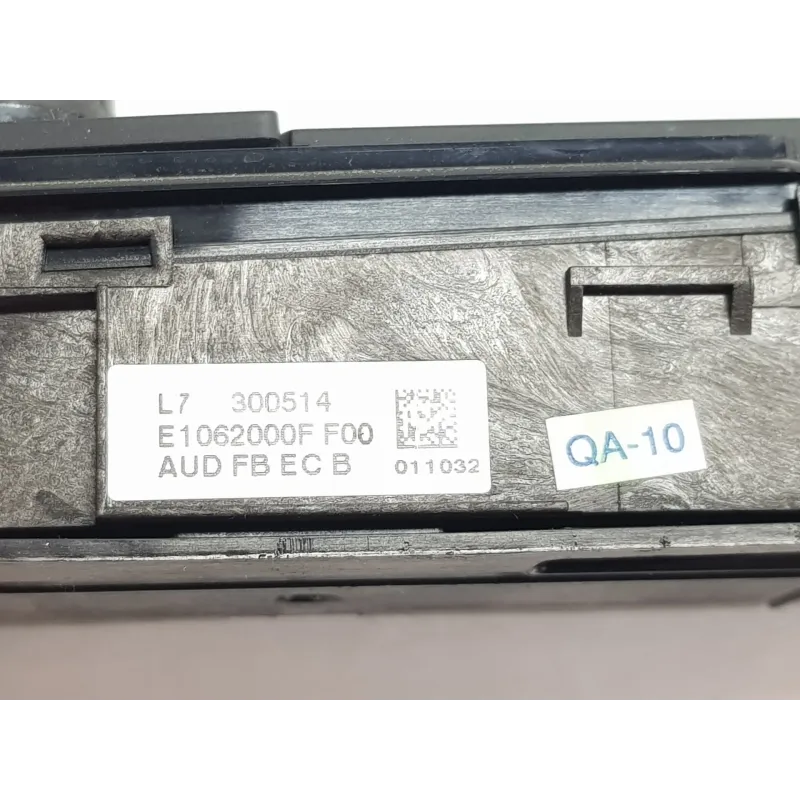 L7 300514
E1062000F F00
AUD FB EC B
011032
QA-10